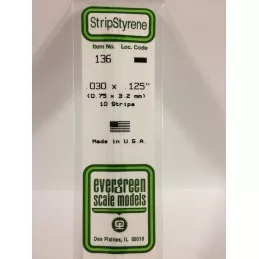 StripStyrene
Item No. Loc. Code
136
.030 x .125"
(0.75 x 3.2 mm)
10 Strips
Made in U.S.A.
evergreen
scale models
Des Plaines, IL 60018